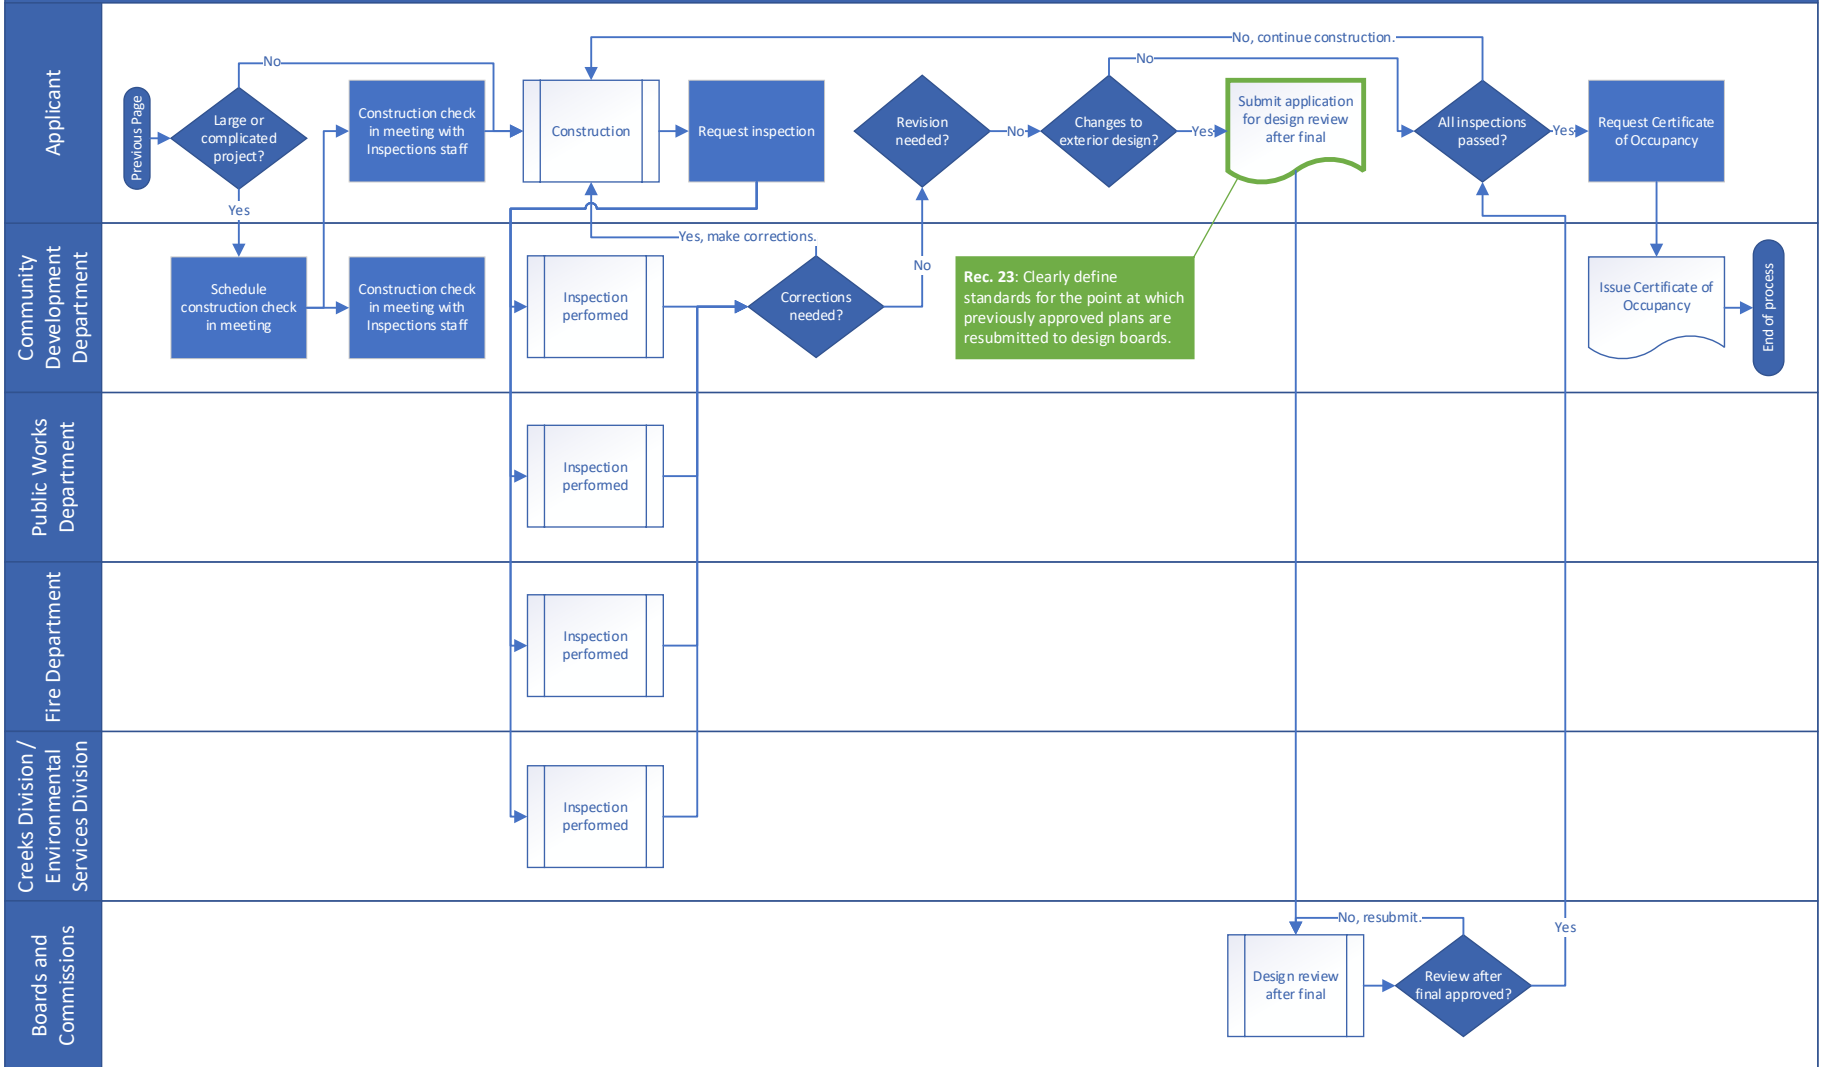 Applicant
Previous Page
Large or
complicated
project?
No
Yes
Construction check
in meeting with
Inspections staff
Construction
Request inspection
Revision
needed?
No
Changes to
exterior design?
No
Yes
Submit application
for design review
after final
No, continue construction.
All inspections
passed?
Yes
Request Certificate
of Occupancy
Community
Development
Department
Schedule
construction check
in meeting
Construction check
in meeting with
Inspections staff
Inspection
performed
Yes, make corrections.
Corrections
needed?
No
Rec. 23: Clearly define
standards for the point at which
previously approved plans are
resubmitted to design boards.
Issue Certificate of
Occupancy
End of process
Public Works
Department
Inspection
performed
Fire Department
Inspection
performed
Creeks Division /
Environmental
Services Division
Inspection
performed
Boards and
Commissions
Design review
after final
No, resubmit.
Review after
final approved?
Yes